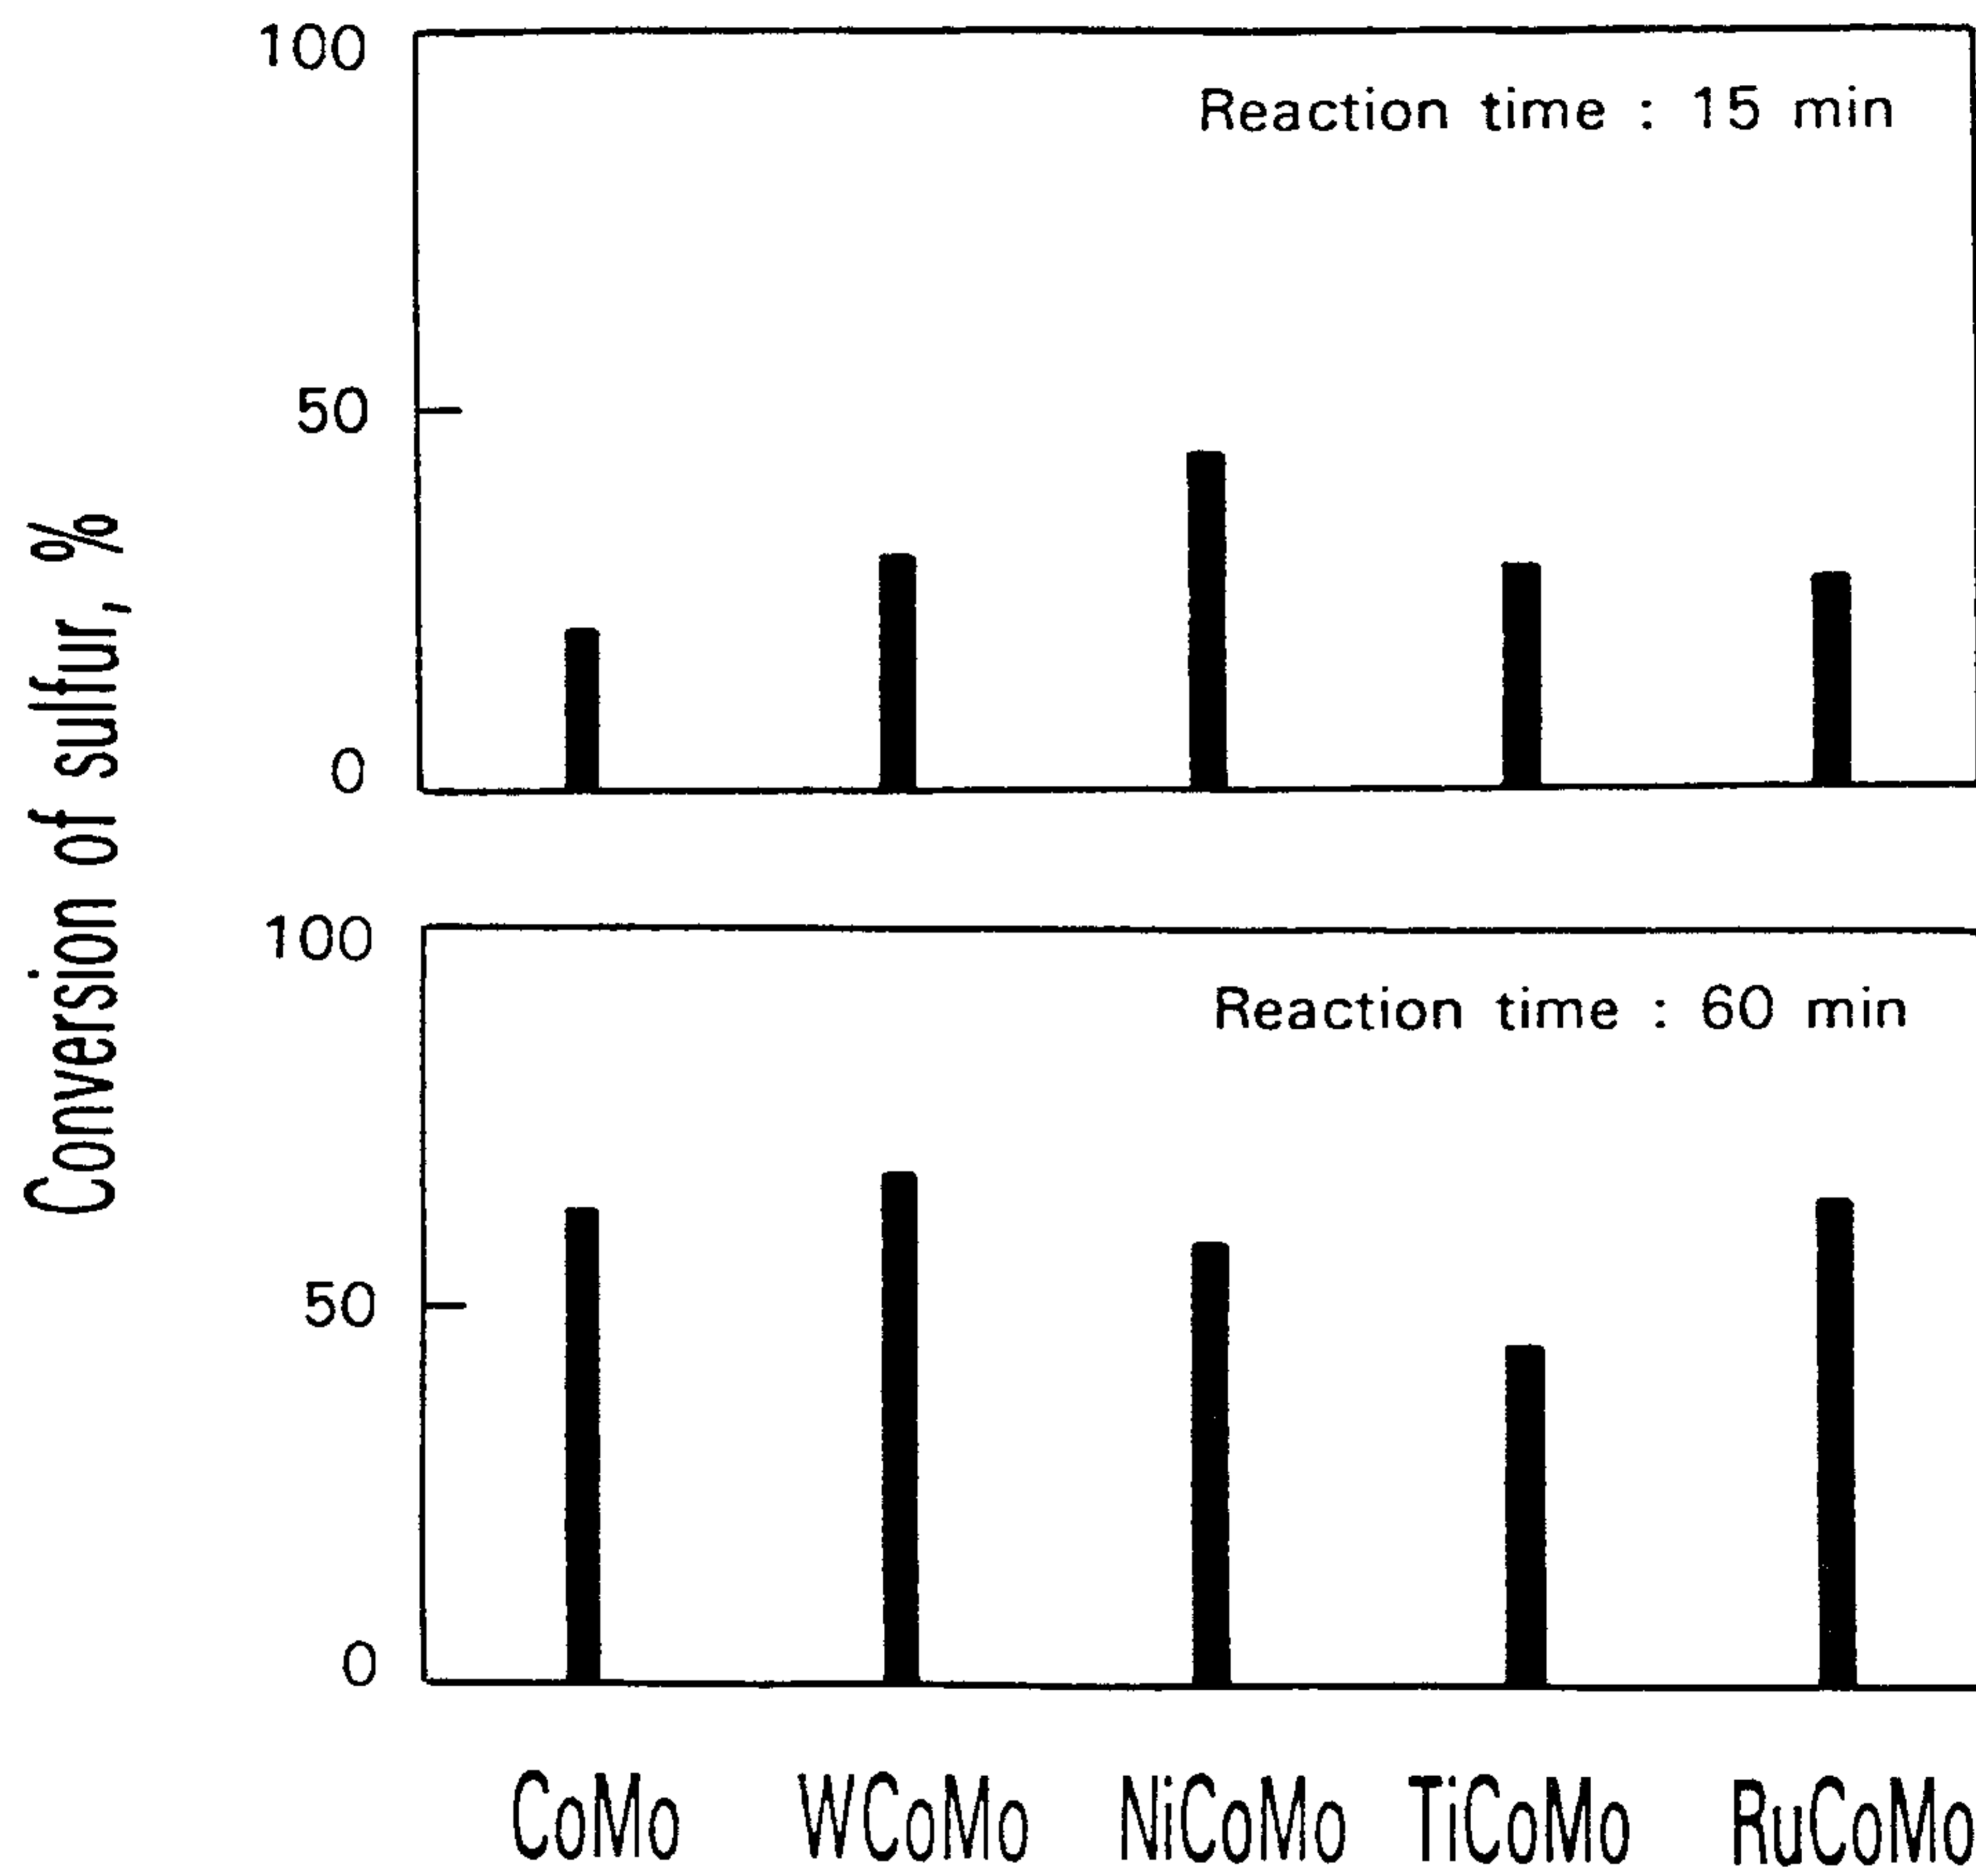 100
Reaction time : 15 min
50
0
Conversion of sulfur, %
100
Reaction time : 60 min
50
0
CoMo WCoMo NiCoMo TiCoMo RuCoMo